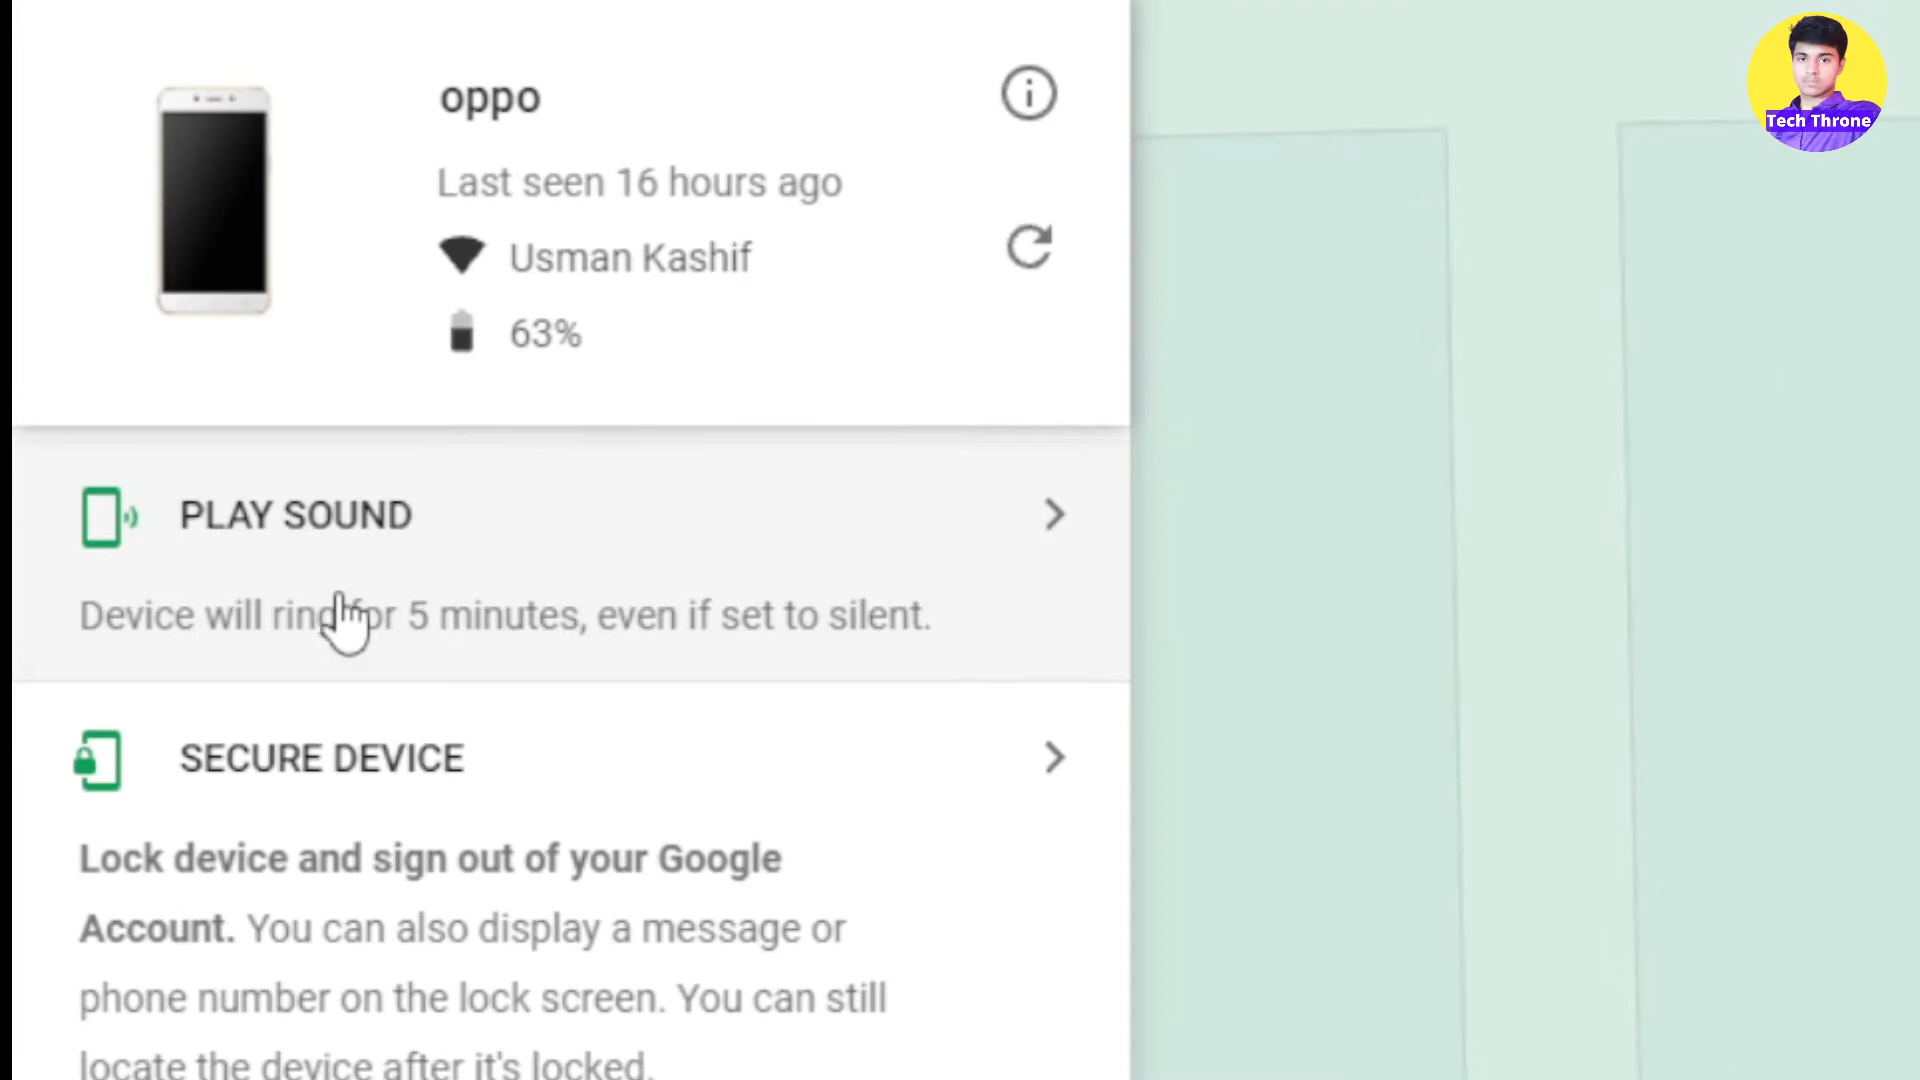 oppo
Last seen 16 hours ago
Usman Kashif
63%
PLAY SOUND
Device will ring for 5 minutes, even if set to silent.
SECURE DEVICE
Lock device and sign out of your Google
Account. You can also display a message or
phone number on the lock screen. You can still
locate the device after it's locked.
Tech Throne